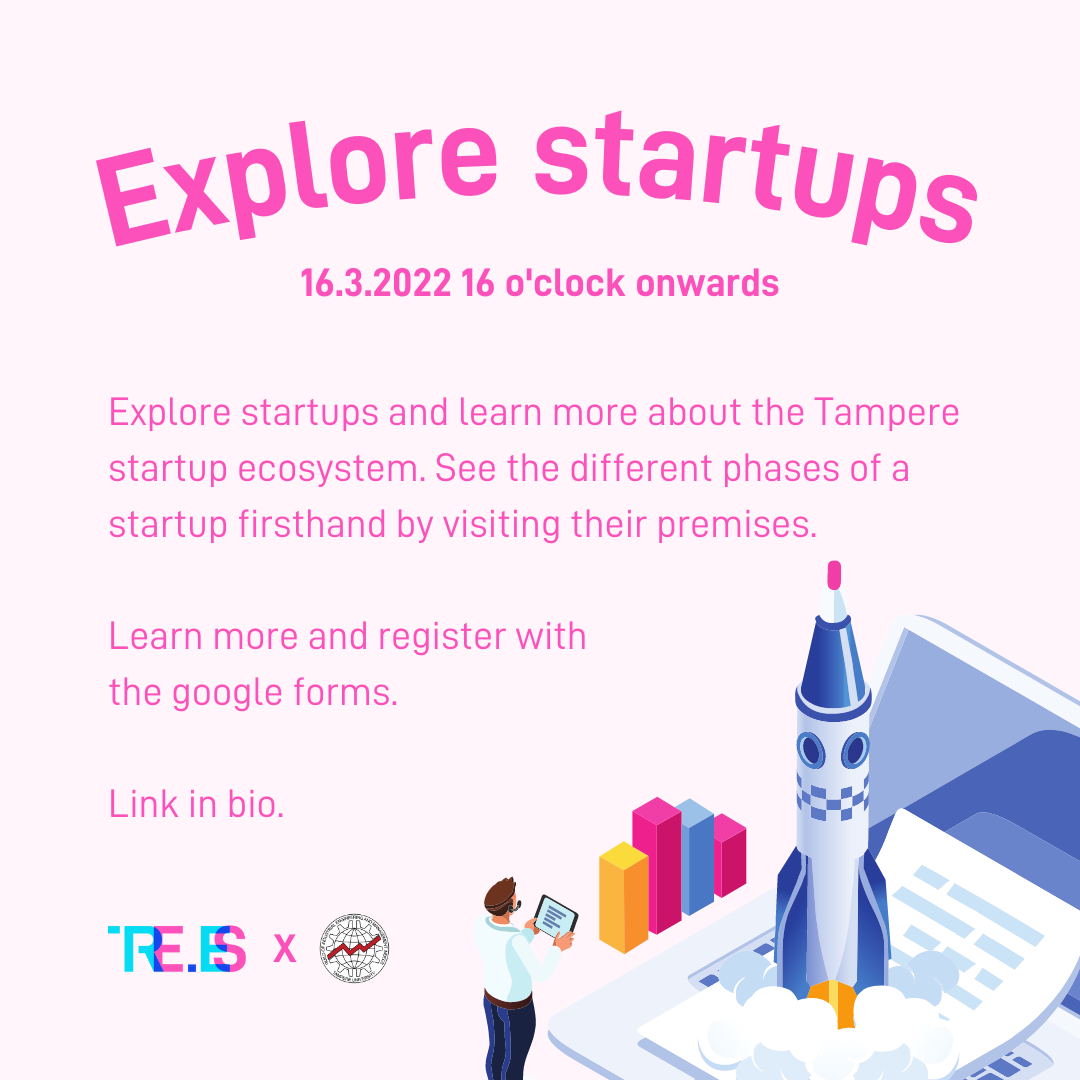 Explore startups
16.3.2022 16 o'clock onwards
Explore startups and learn more about the Tampere
startup ecosystem. See the different phases of a
startup firsthand by visiting their premises.
Learn more and register with
the google forms.
Link in bio.
TRE.ES X